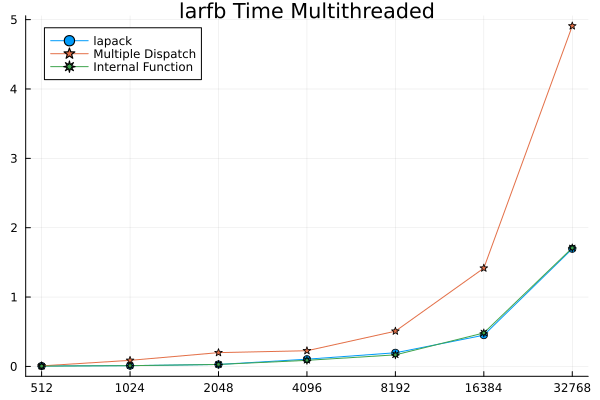 larfb Time Multithreaded
lapack
Multiple Dispatch
Internal Function
5
4
3
2
1
0
512 1024 2048 4096 8192 16384 32768